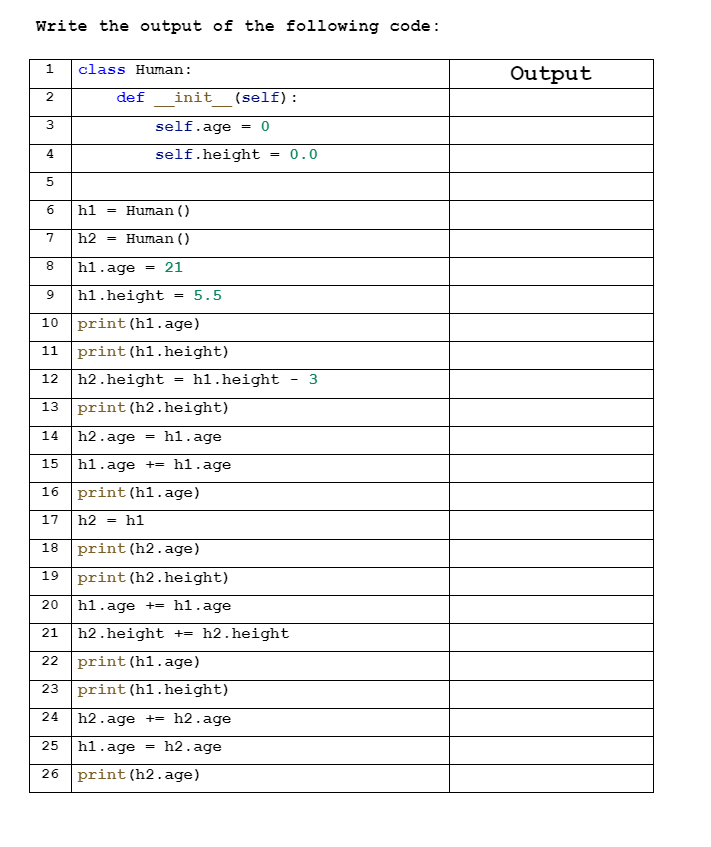 Write the output of the following code:
1 class Human: Output
2 def __init__(self):
3 self.age = 0
4 self.height = 0.0
5
6 h1 = Human()
7 h2 = Human()
8 h1.age = 21
9 h1.height = 5.5
10 print(h1.age)
11 print(h1.height)
12 h2.height = h1.height - 3
13 print(h2.height)
14 h2.age = h1.age
15 h1.age += h1.age
16 print(h1.age)
17 h2 = h1
18 print(h2.age)
19 print(h2.height)
20 h1.age += h1.age
21 h2.height += h2.height
22 print(h1.age)
23 print(h1.height)
24 h2.age += h2.age
25 h1.age = h2.age
26 print(h2.age)